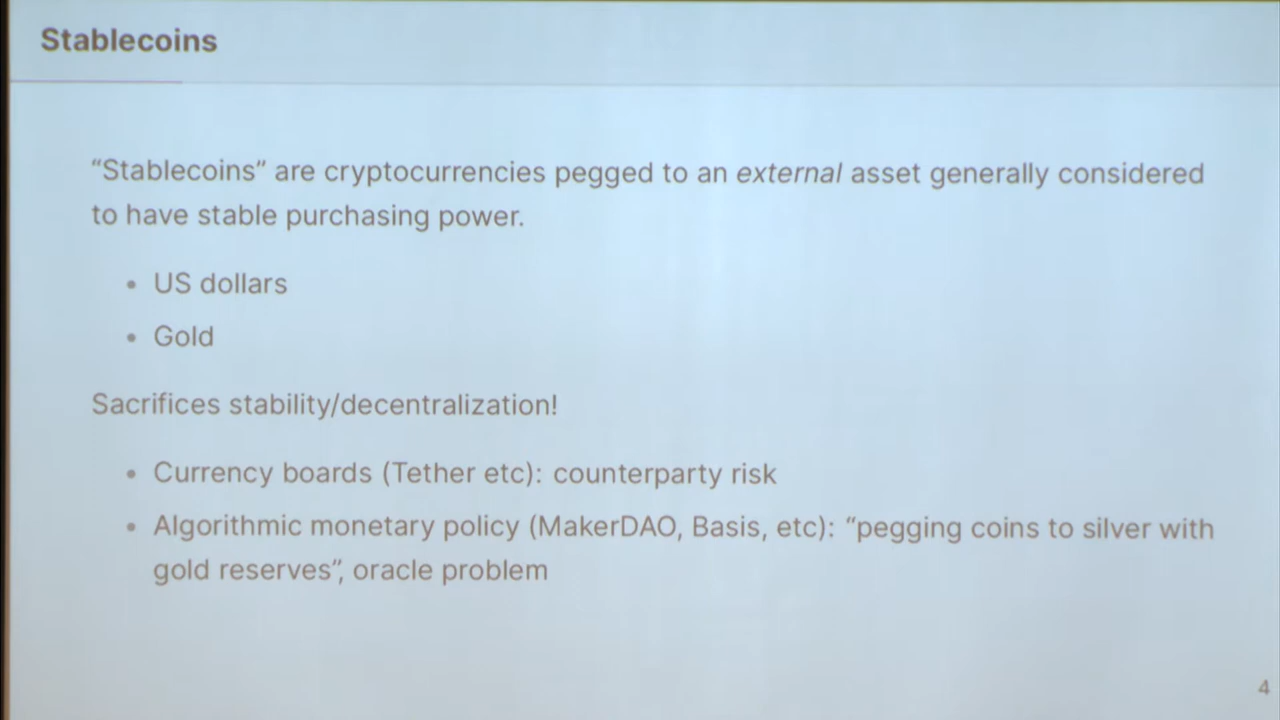 Stablecoins
“Stablecoins” are cryptocurrencies pegged to an external asset generally considered
to have stable purchasing power.
• US dollars
• Gold
Sacrifices stability/decentralization!
• Currency boards (Tether etc): counterparty risk
• Algorithmic monetary policy (MakerDAO, Basis, etc): “pegging coins to silver with
gold reserves”, oracle problem
4